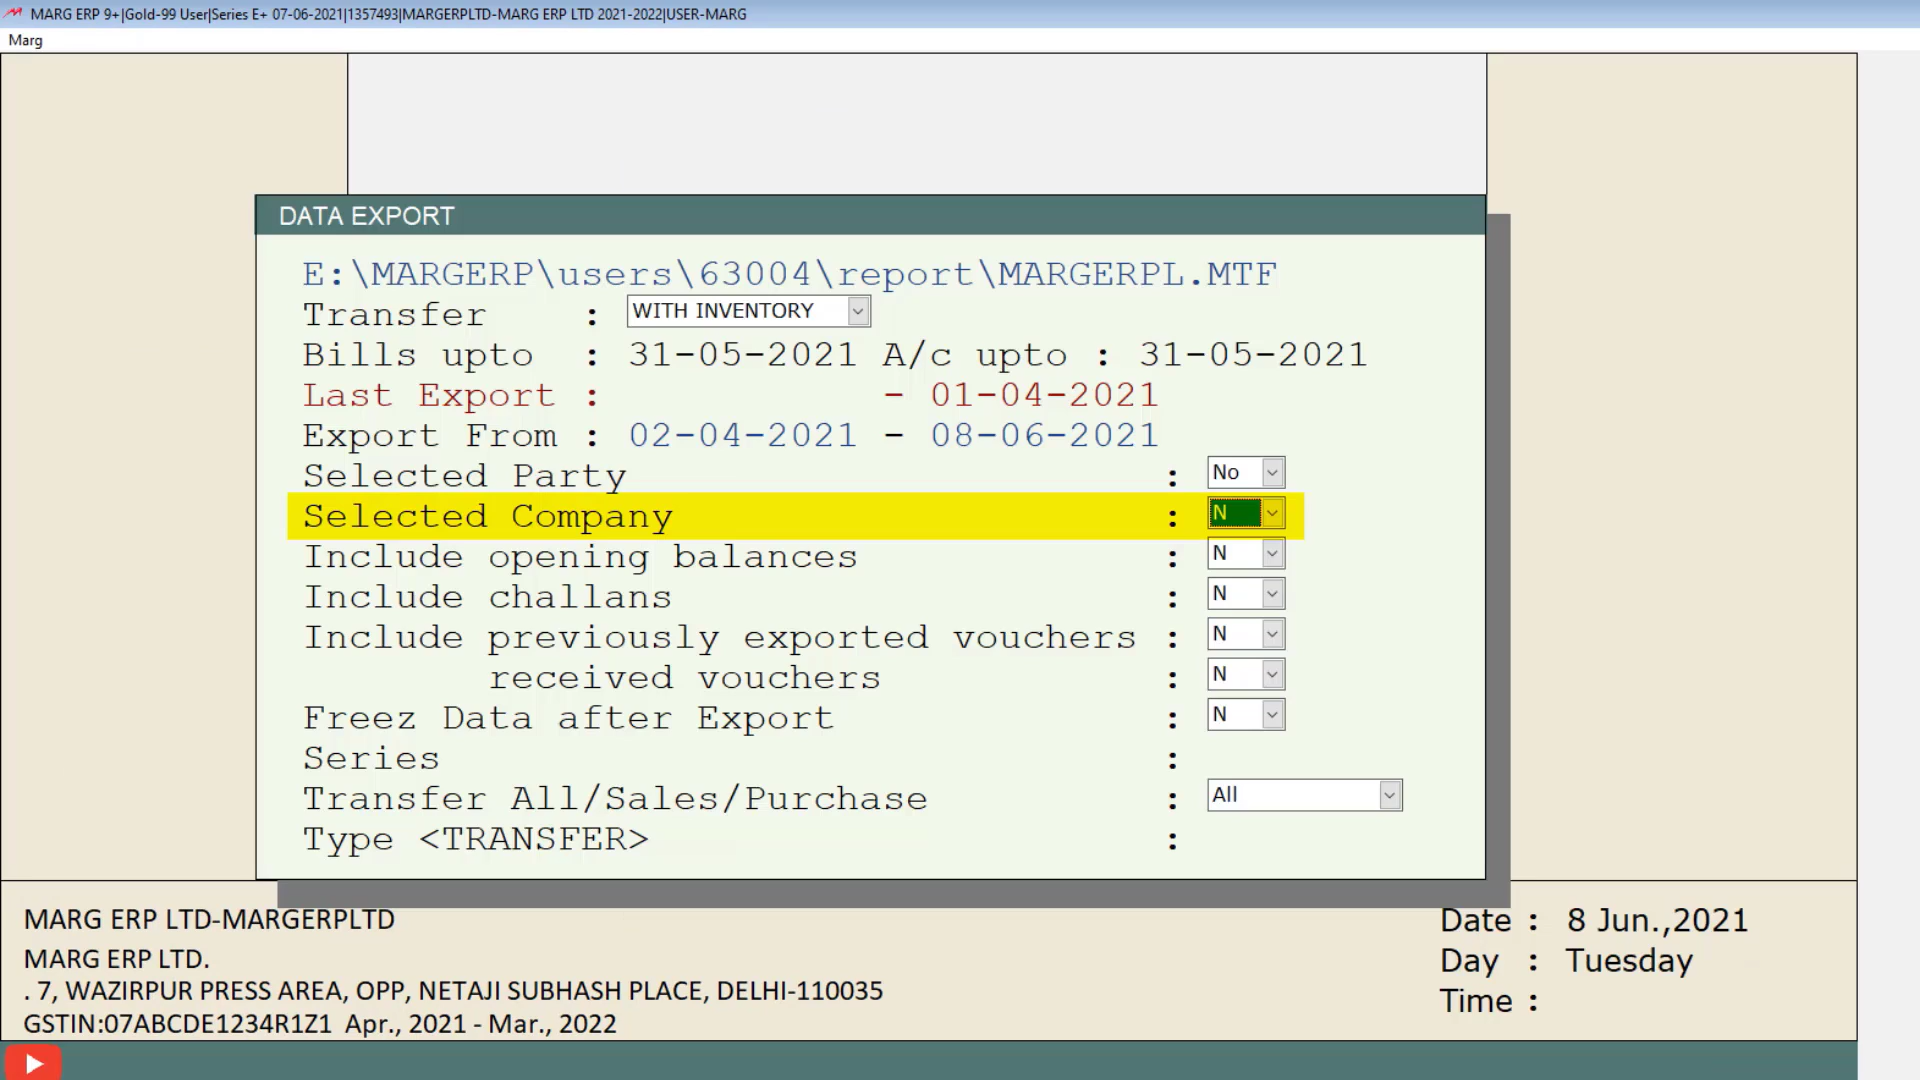 MARG ERP 9+|Gold-99 User|Series E+ 07-06-2021|1357493|MARGERPLTD-MARG ERP LTD 2021-2022|USER-MARG
Marg
DATA EXPORT
E:\MARGERP\users\63004\report\MARGERPL.MTF
Transfer : WITH INVENTORY
Bills upto : 31-05-2021 A/c upto : 31-05-2021
Last Export : - 01-04-2021
Export From : 02-04-2021 - 08-06-2021
Selected Party : No
Selected Company : N
Include opening balances : N
Include challans : N
Include previously exported vouchers : N
received vouchers : N
Freez Data after Export : N
Series :
Transfer All/Sales/Purchase : All
Type <TRANSFER> :
MARG ERP LTD-MARGERPLTD
MARG ERP LTD.
. 7, WAZIRPUR PRESS AREA, OPP, NETAJI SUBHASH PLACE, DELHI-110035
GSTIN:07ABCDE1234R1Z1 Apr., 2021 - Mar., 2022
Date : 8 Jun.,2021
Day : Tuesday
Time :